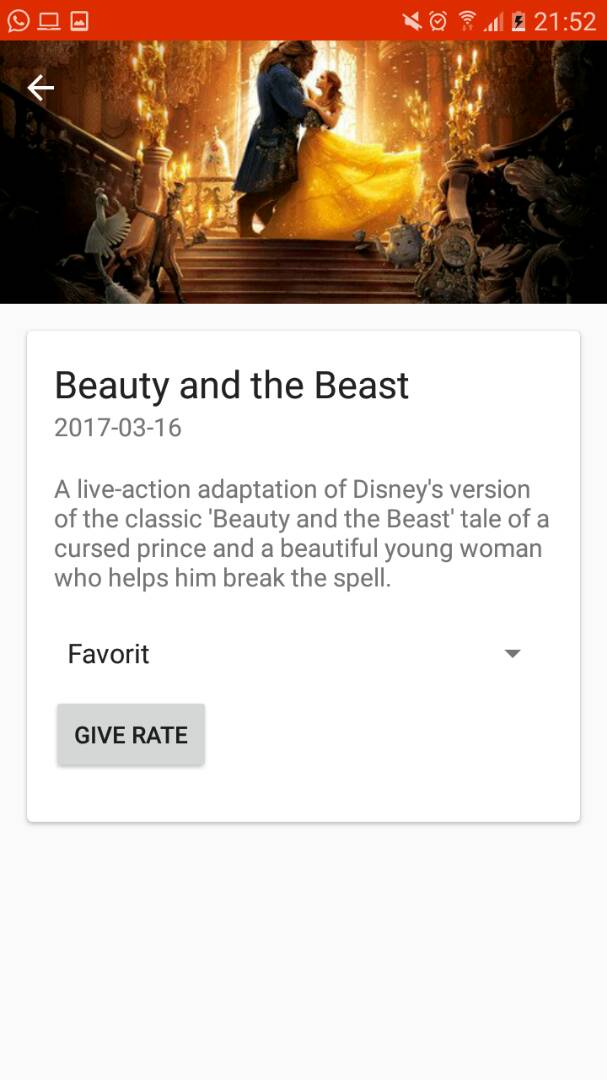 21:52
Beauty and the Beast
2017-03-16
A live-action adaptation of Disney's version
of the classic 'Beauty and the Beast' tale of a
cursed prince and a beautiful young woman
who helps him break the spell.
Favorit
GIVE RATE